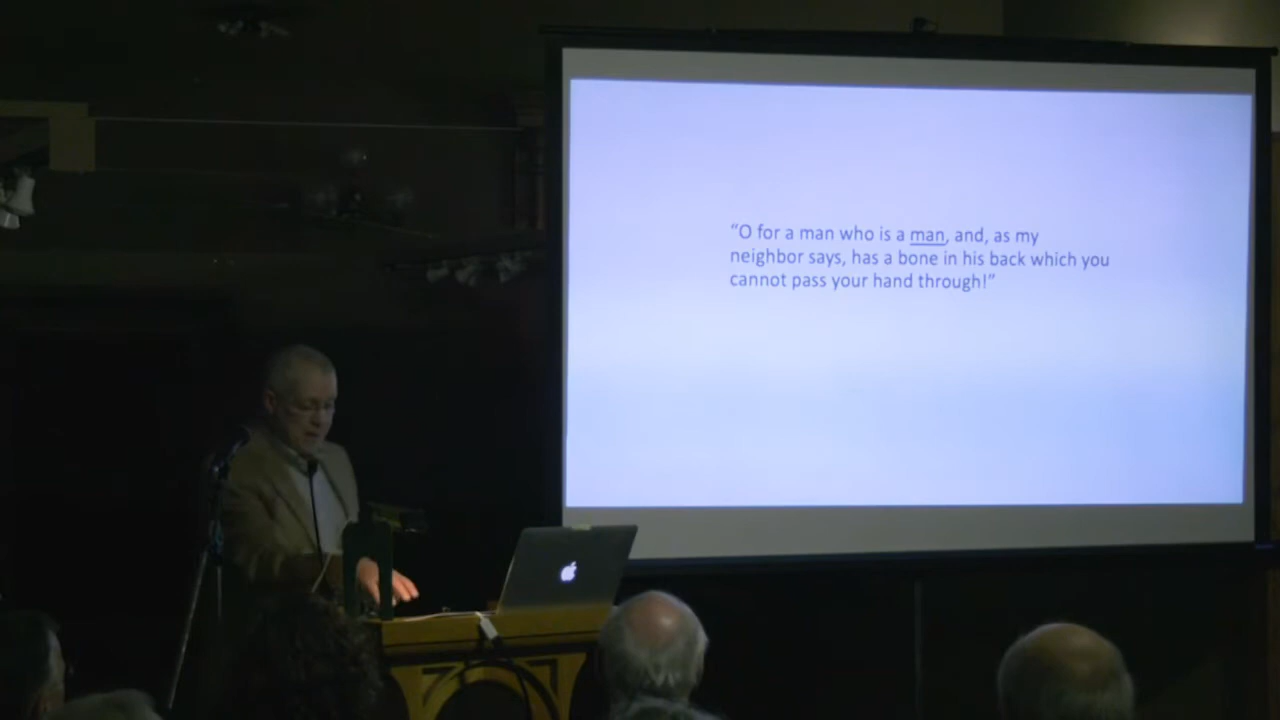 “O for a man who is a man, and, as my
neighbor says, has a bone in his back which you
cannot pass your hand through!”